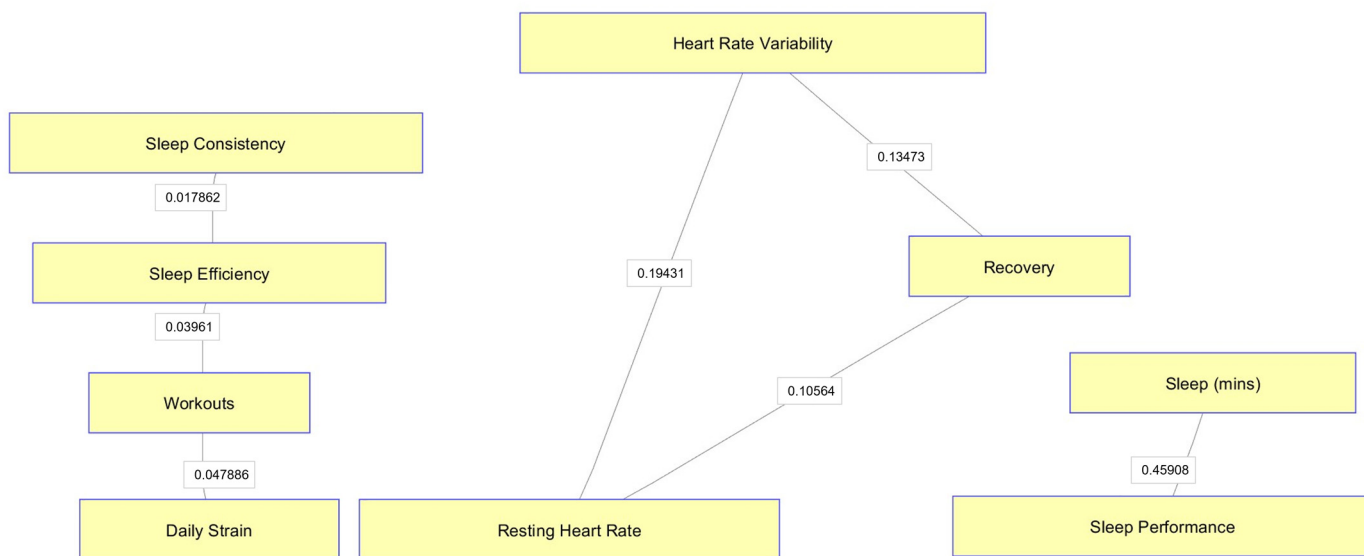 Heart Rate Variability
Sleep Consistency
0.13473
0.017862
Recovery
Sleep Efficiency
0.19431
0.03961
Sleep (mins)
0.10564
Workouts
0.45908
0.047886
Daily Strain
Resting Heart Rate
Sleep Performance